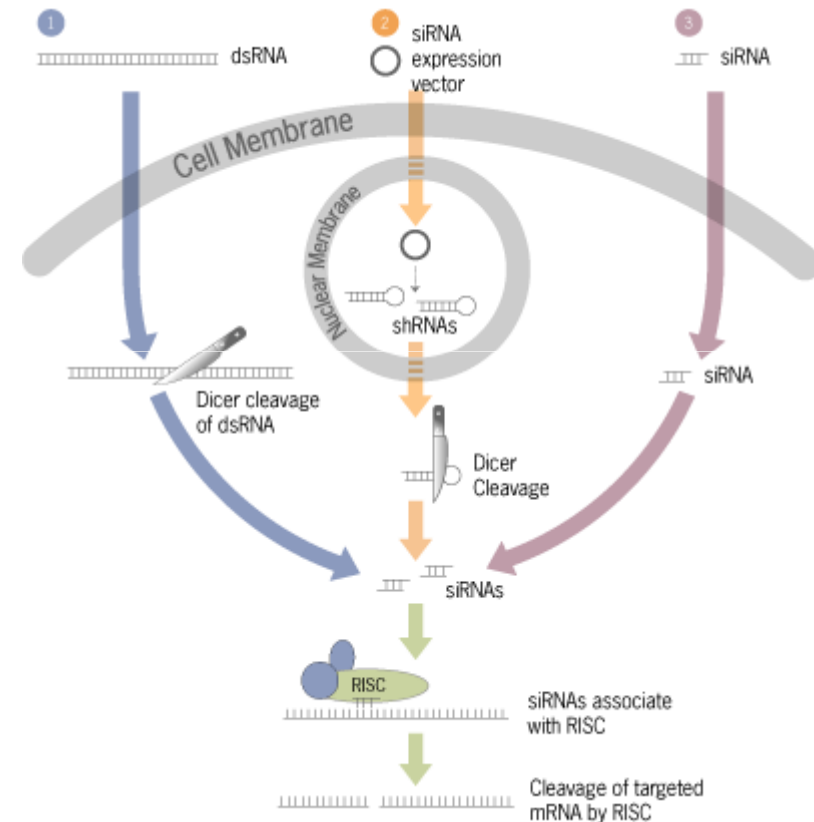 1
dsRNA
2
siRNA
expression
vector
3
siRNA
Cell Membrane
Nuclear Membrane
shRNAs
Dicer cleavage
of dsRNA
siRNA
Dicer
Cleavage
siRNAs
RISC
siRNAs associate
with RISC
Cleavage of targeted
mRNA by RISC